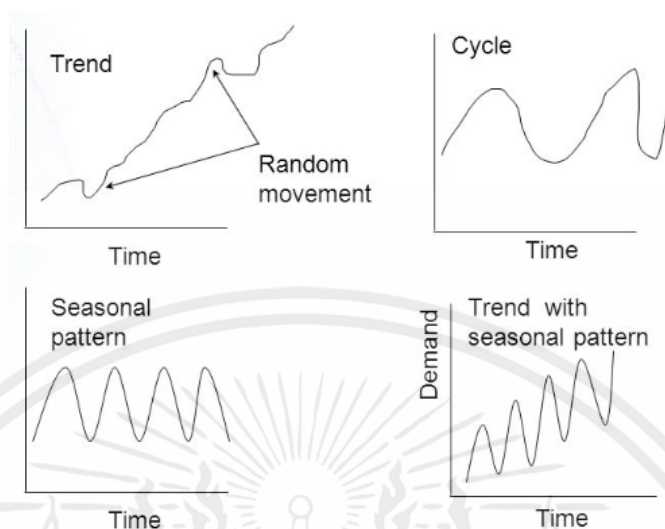 Trend
Random
movement
Time
Cycle
Time
Seasonal
pattern
Time
Trend with
seasonal pattern
Demand
Time